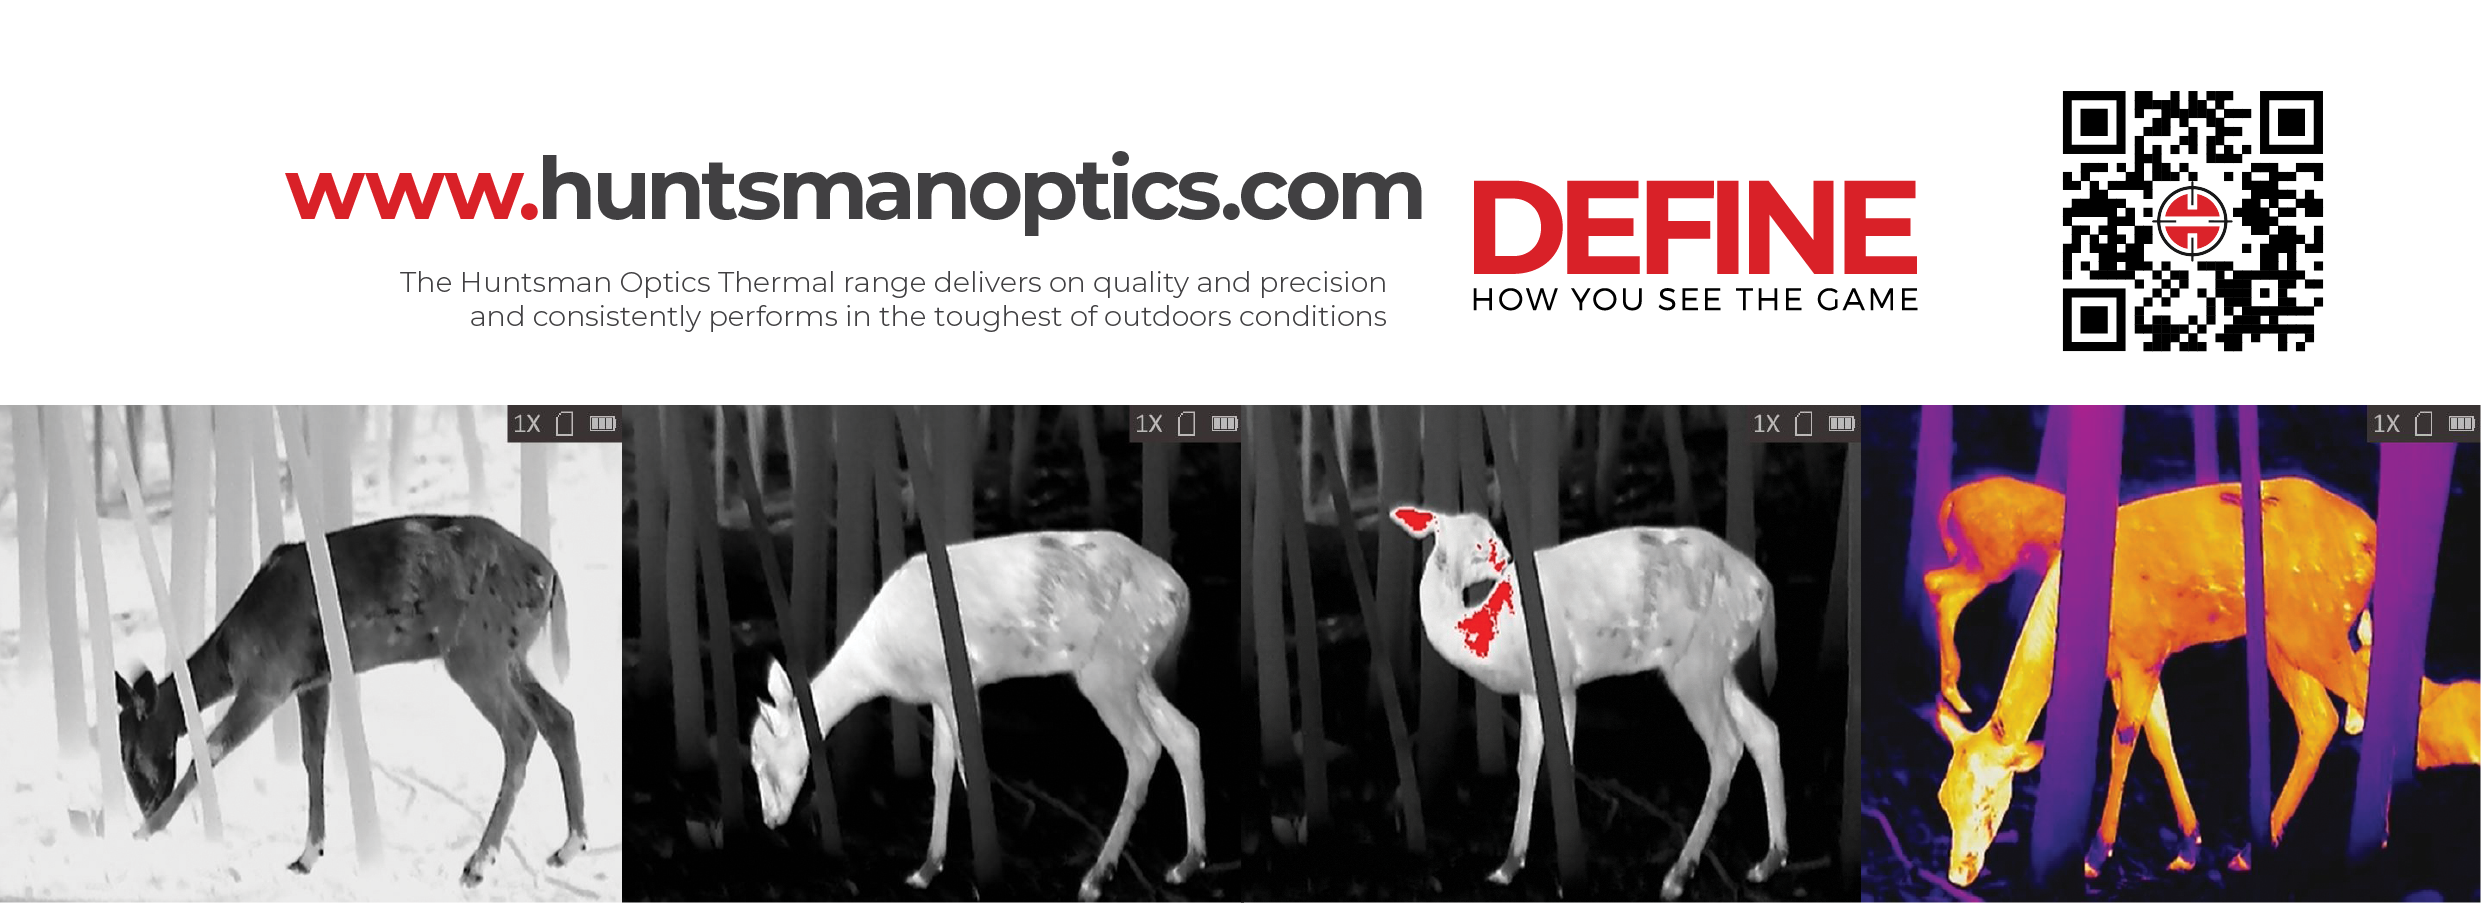 www.huntsmanoptics.com
The Huntsman Optics Thermal range delivers on quality and precision
and consistently performs in the toughest of outdoors conditions
DEFINE
HOW YOU SEE THE GAME
1X
1X
1X
1X